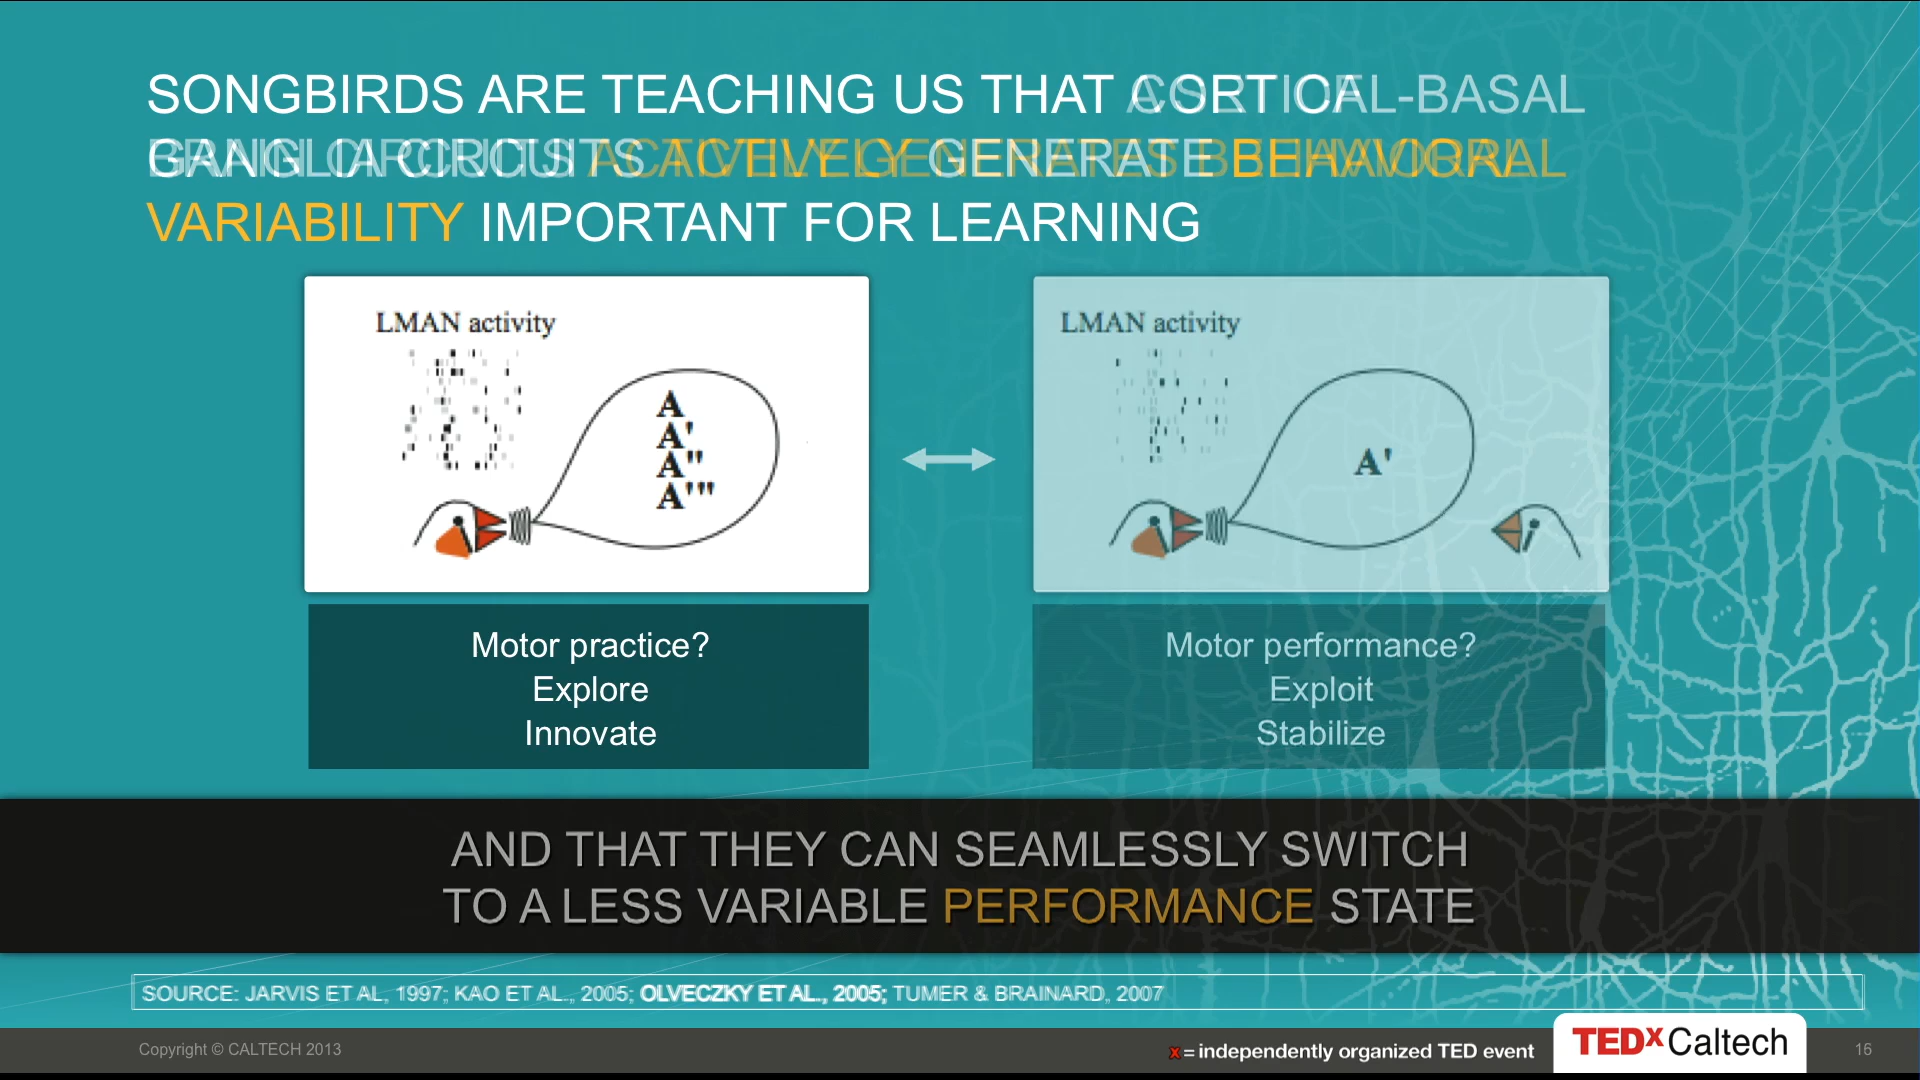 SONGBIRDS ARE TEACHING US THAT CORTICAL-BASAL
GANGLIA CIRCUITS ACTIVELY GENERATE BEHAVIORAL
VARIABILITY IMPORTANT FOR LEARNING
LMAN activity
A
A'
A''
A'''
LMAN activity
A'
Motor practice?
Explore
Innovate
Motor performance?
Exploit
Stabilize
AND THAT THEY CAN SEAMLESSLY SWITCH
TO A LESS VARIABLE PERFORMANCE STATE
SOURCE: JARVIS ET AL, 1997; KAO ET AL., 2005; OLVECZKY ET AL., 2005; TUMER & BRAINARD, 2007
Copyright © CALTECH 2013
x = independently organized TED event
TEDxCaltech
16